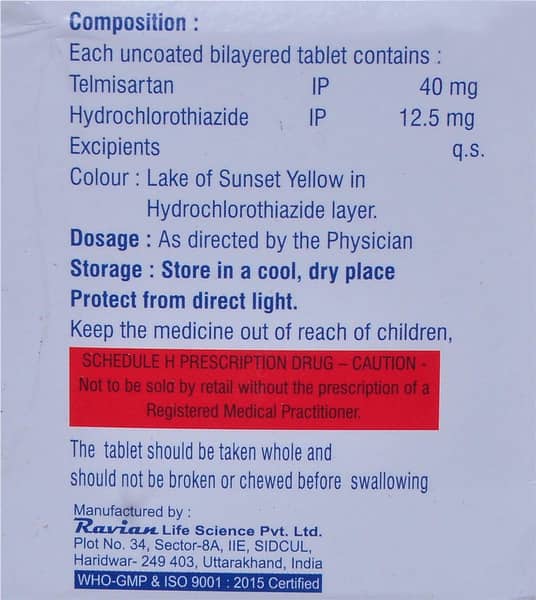 Composition :
Each uncoated bilayered tablet contains :
Telmisartan IP 40 mg
Hydrochlorothiazide IP 12.5 mg
Excipients q.s.
Colour : Lake of Sunset Yellow in
Hydrochlorothiazide layer.
Dosage : As directed by the Physician
Storage : Store in a cool, dry place
Protect from direct light.
Keep the medicine out of reach of children,
SCHEDULE H PRESCRIPTION DRUG – CAUTION -
Not to be sold by retail without the prescription of a
Registered Medical Practitioner.
The tablet should be taken whole and
should not be broken or chewed before swallowing
Manufactured by :
Ravian Life Science Pvt. Ltd.
Plot No. 34, Sector-8A, IIE, SIDCUL,
Haridwar- 249 403, Uttarakhand, India
WHO-GMP & ISO 9001 : 2015 Certified